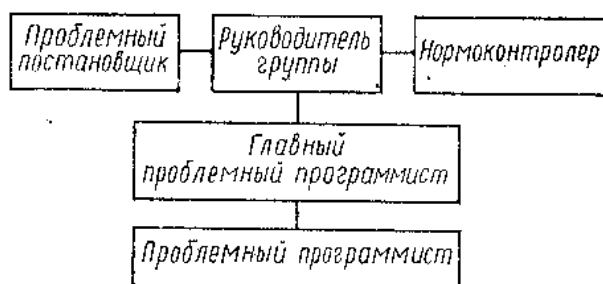 Проблемный
постановщик
Руководитель
группы
Нормоконтролер
Главный
проблемный программист
Проблемный программист